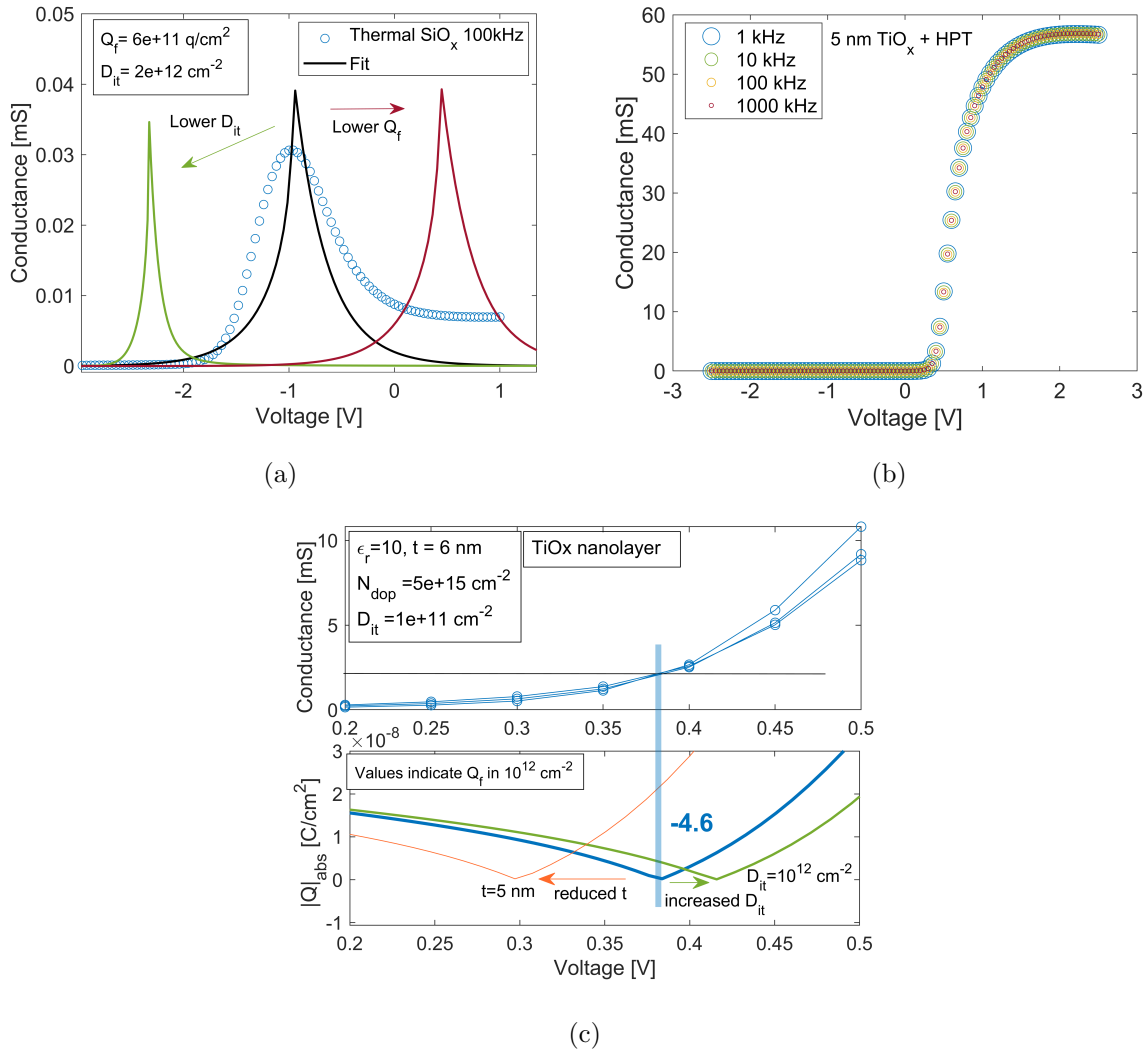 0.05
0.04
0.03
0.02
0.01
0
-2
-1
0
1
Conductance [mS]
Voltage [V]
Q_f= 6e+11 q/cm^2
D_it= 2e+12 cm^-2
Thermal SiO_x 100kHz
Fit
Lower D_it
Lower Q_f
(a)
60
50
40
30
20
10
0
-3
-2
-1
0
1
2
3
Conductance [mS]
Voltage [V]
1 kHz
10 kHz
100 kHz
1000 kHz
5 nm TiO_x + HPT
(b)
10
5
0
Conductance [mS]
ϵ_r=10, t = 6 nm
N_dop =5e+15 cm^-2
D_it =1e+11 cm^-2
TiOx nanolayer
0.2
0.25
0.3
0.35
0.4
0.45
0.5
×10^-8
3
2
1
0
-1
|Q|_abs [C/cm^2]
Values indicate Q_f in 10^12 cm^-2
-4.6
t=5 nm
reduced t
increased D_it
D_it=10^12 cm^-2
0.2
0.25
0.3
0.35
0.4
0.45
0.5
Voltage [V]
(c)